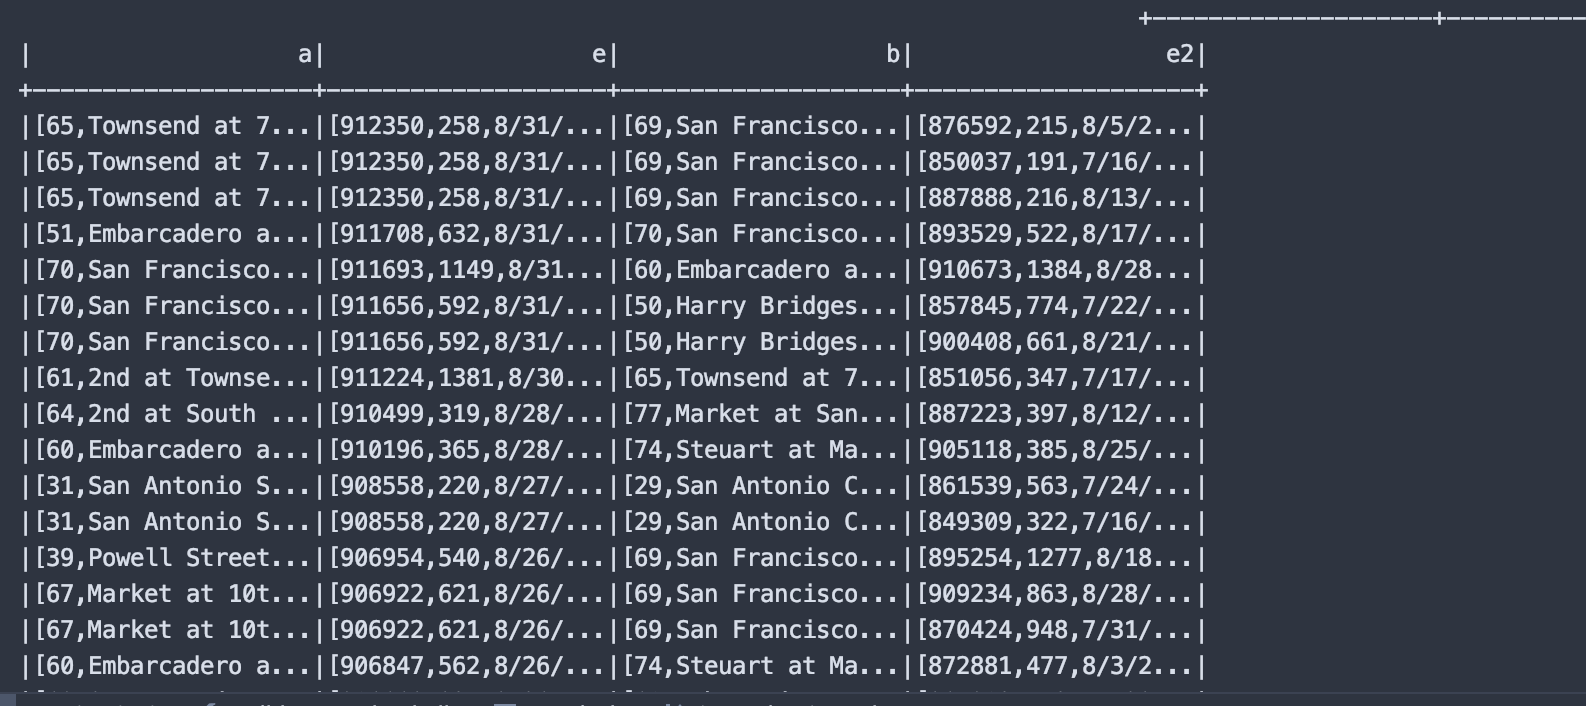 +--------------------+----------
|                   a|                   e|                   b|                  e2|
+--------------------+--------------------+--------------------+--------------------+
|[65,Townsend at 7...|[912350,258,8/31/...|[69,San Francisco...|[876592,215,8/5/2...|
|[65,Townsend at 7...|[912350,258,8/31/...|[69,San Francisco...|[850037,191,7/16/...|
|[65,Townsend at 7...|[912350,258,8/31/...|[69,San Francisco...|[887888,216,8/13/...|
|[51,Embarcadero a...|[911708,632,8/31/...|[70,San Francisco...|[893529,522,8/17/...|
|[70,San Francisco...|[911693,1149,8/31...|[60,Embarcadero a...|[910673,1384,8/28...|
|[70,San Francisco...|[911656,592,8/31/...|[50,Harry Bridges...|[857845,774,7/22/...|
|[70,San Francisco...|[911656,592,8/31/...|[50,Harry Bridges...|[900408,661,8/21/...|
|[61,2nd at Townse...|[911224,1381,8/30...|[65,Townsend at 7...|[851056,347,7/17/...|
|[64,2nd at South ...|[910499,319,8/28/...|[77,Market at San...|[887223,397,8/12/...|
|[60,Embarcadero a...|[910196,365,8/28/...|[74,Steuart at Ma...|[905118,385,8/25/...|
|[31,San Antonio S...|[908558,220,8/27/...|[29,San Antonio C...|[861539,563,7/24/...|
|[31,San Antonio S...|[908558,220,8/27/...|[29,San Antonio C...|[849309,322,7/16/...|
|[39,Powell Street...|[906954,540,8/26/...|[69,San Francisco...|[895254,1277,8/18...|
|[67,Market at 10t...|[906922,621,8/26/...|[69,San Francisco...|[909234,863,8/28/...|
|[67,Market at 10t...|[906922,621,8/26/...|[69,San Francisco...|[870424,948,7/31/...|
|[60,Embarcadero a...|[906847,562,8/26/...|[74,Steuart at Ma...|[872881,477,8/3/2...|